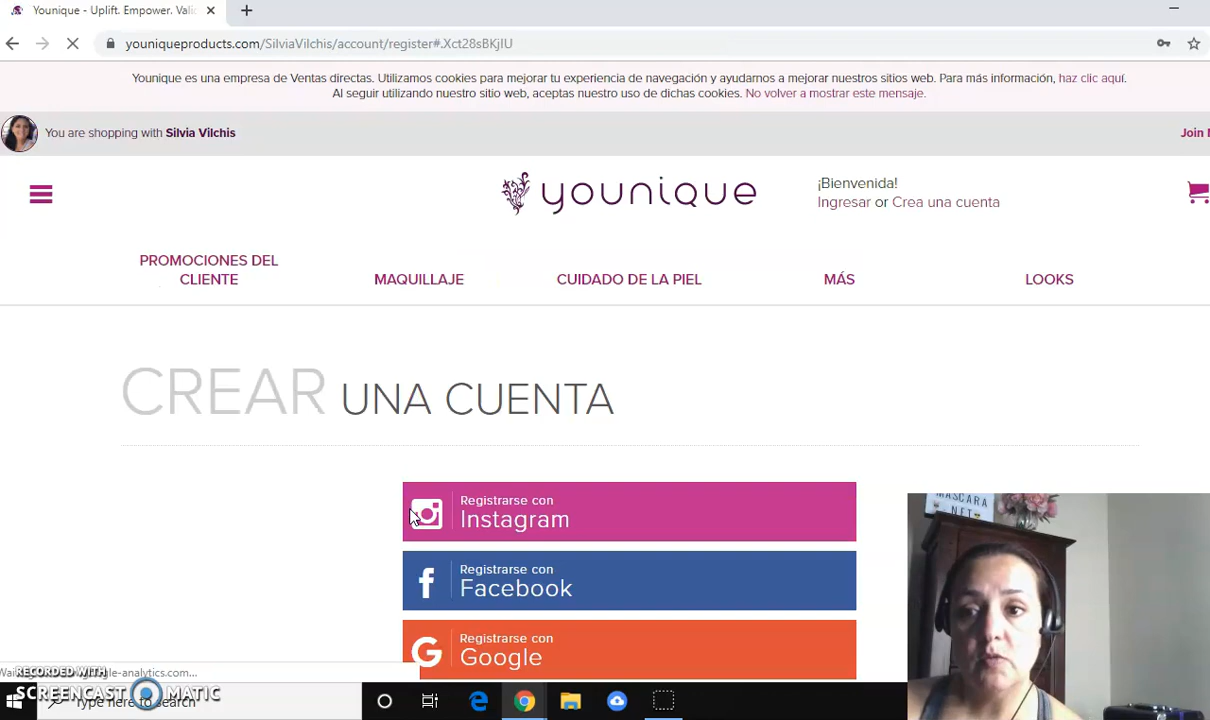 Younique - Uplift. Empower. Vali
youniqueproducts.com/SilviaVilchis/account/register#.Xct28sBKjIU
Younique es una empresa de Ventas directas. Utilizamos cookies para mejorar tu experiencia de navegación y ayudarnos a mejorar nuestros sitios web. Para más información, haz clic aquí.
Al seguir utilizando nuestro sitio web, aceptas nuestro uso de dichas cookies. No volver a mostrar este mensaje.
You are shopping with Silvia Vilchis
Join
younique
¡Bienvenida!
Ingresar or Crea una cuenta
PROMOCIONES DEL
CLIENTE
MAQUILLAJE
CUIDADO DE LA PIEL
MÁS
LOOKS
CREAR UNA CUENTA
Registrarse con
Instagram
Registrarse con
Facebook
Registrarse con
Google
MASCARA
NET
RECORDED WITH
SCREENCAST MATIC
Type here to search